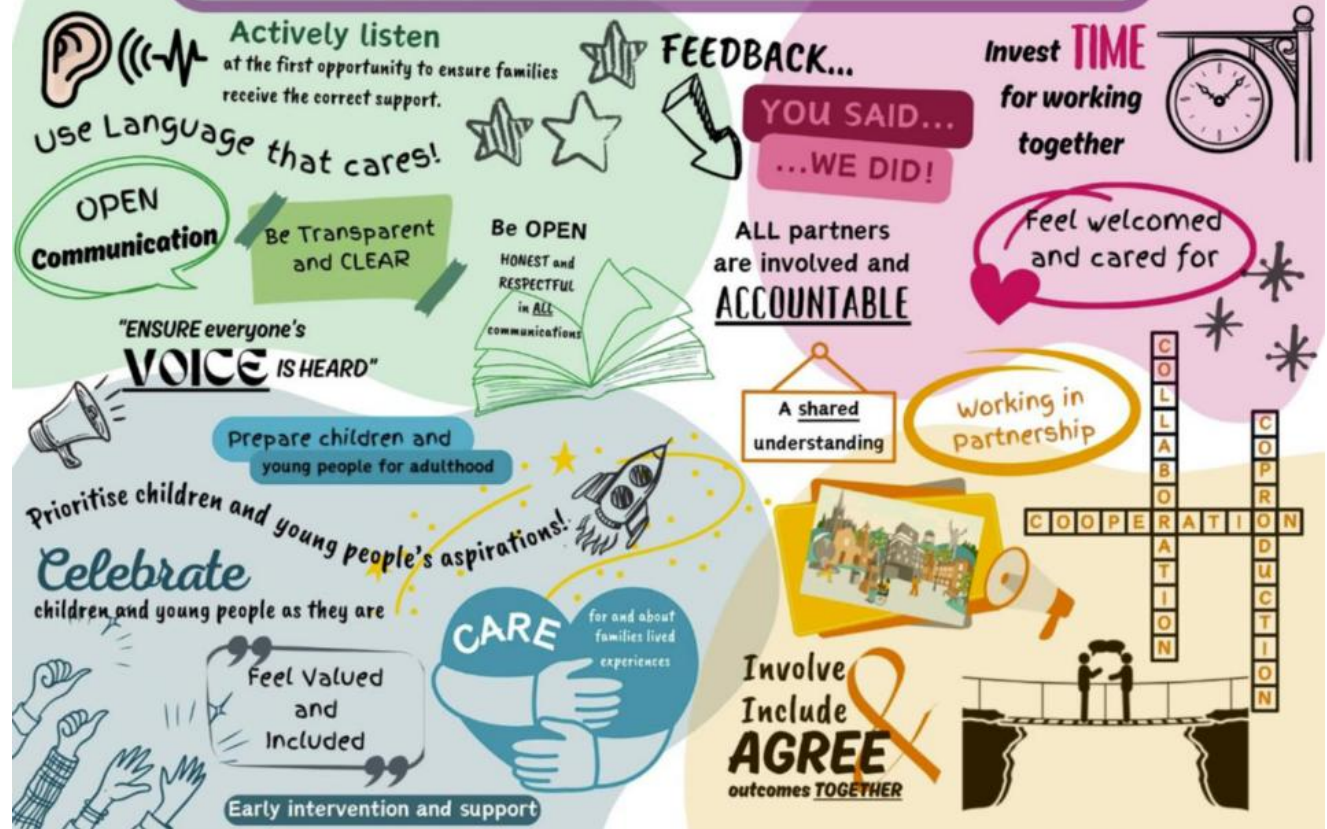 Actively listen
at the first opportunity to ensure families
receive the correct support.
Use Language that cares!
OPEN
Communication
Be Transparent
and CLEAR
Be OPEN
HONEST and
RESPECTFUL
in ALL
communications
"ENSURE everyone's
VOICE IS HEARD"
FEEDBACK...
YOU SAID...
...WE DID!
Invest TIME
for working
together
ALL partners
are involved and
ACCOUNTABLE
Feel welcomed
and cared for
Prepare children and
young people for adulthood
Prioritise children and young people's aspirations!
Celebrate
children and young people as they are
CARE
for and about
families lived
experiences
Feel Valued
and
Included
Early intervention and support
A shared
understanding
Working in
partnership
COLLABORATION
COOPERATION
COPRODUCTION
Involve
Include
&
AGREE
outcomes TOGETHER